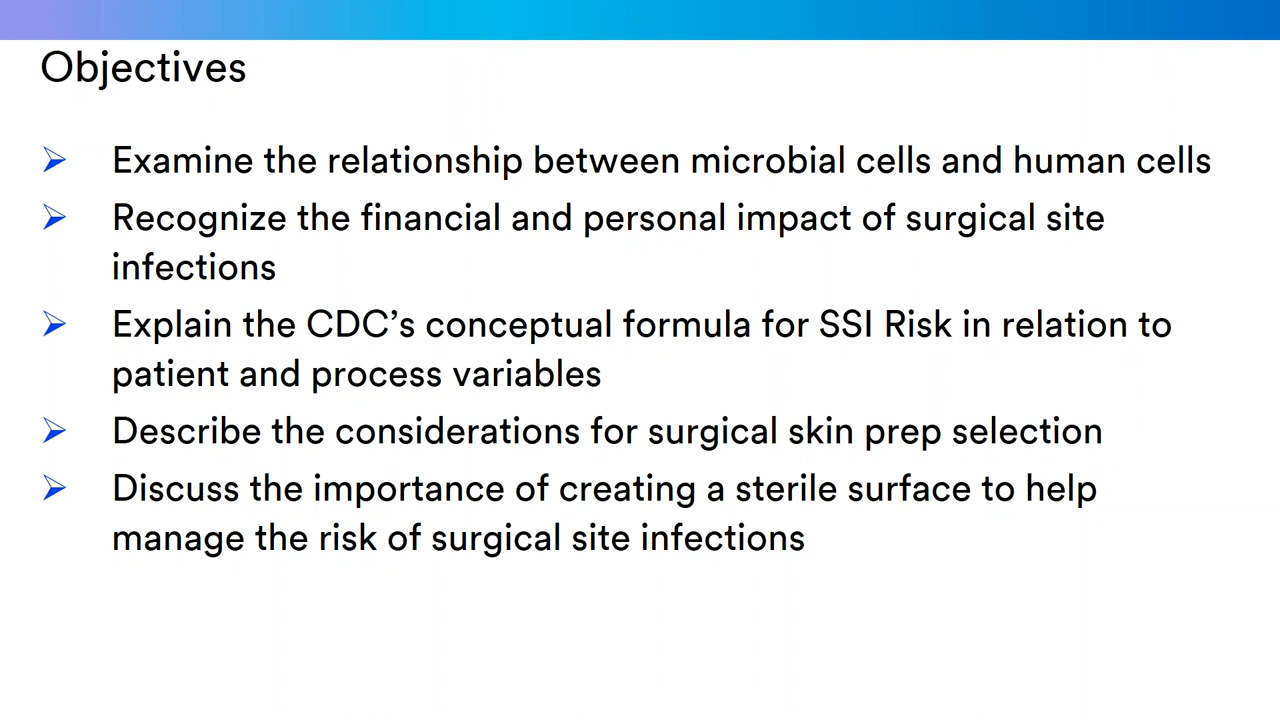 Objectives
Examine the relationship between microbial cells and human cells
Recognize the financial and personal impact of surgical site
infections
Explain the CDC’s conceptual formula for SSI Risk in relation to
patient and process variables
Describe the considerations for surgical skin prep selection
Discuss the importance of creating a sterile surface to help
manage the risk of surgical site infections